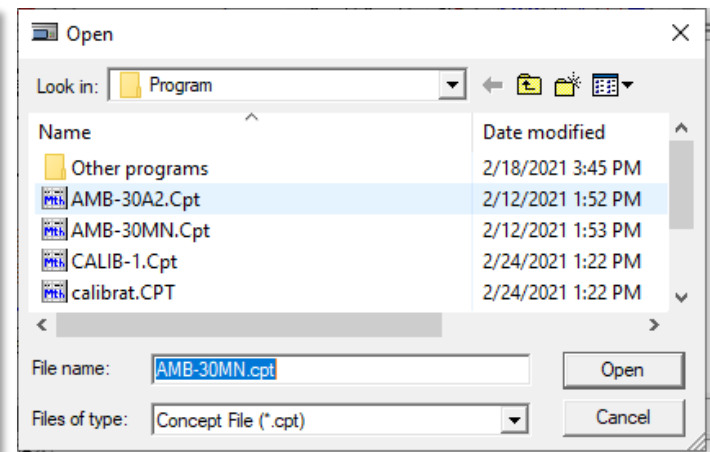 Open
Look in: Program
Name Date modified
Other programs 2/18/2021 3:45 PM
AMB-30A2.Cpt 2/12/2021 1:52 PM
AMB-30MN.Cpt 2/12/2021 1:53 PM
CALIB-1.Cpt 2/24/2021 1:22 PM
calibrat.CPT 2/24/2021 1:22 PM
File name: AMB-30MN.cpt Open
Files of type: Concept File (*.cpt) Cancel